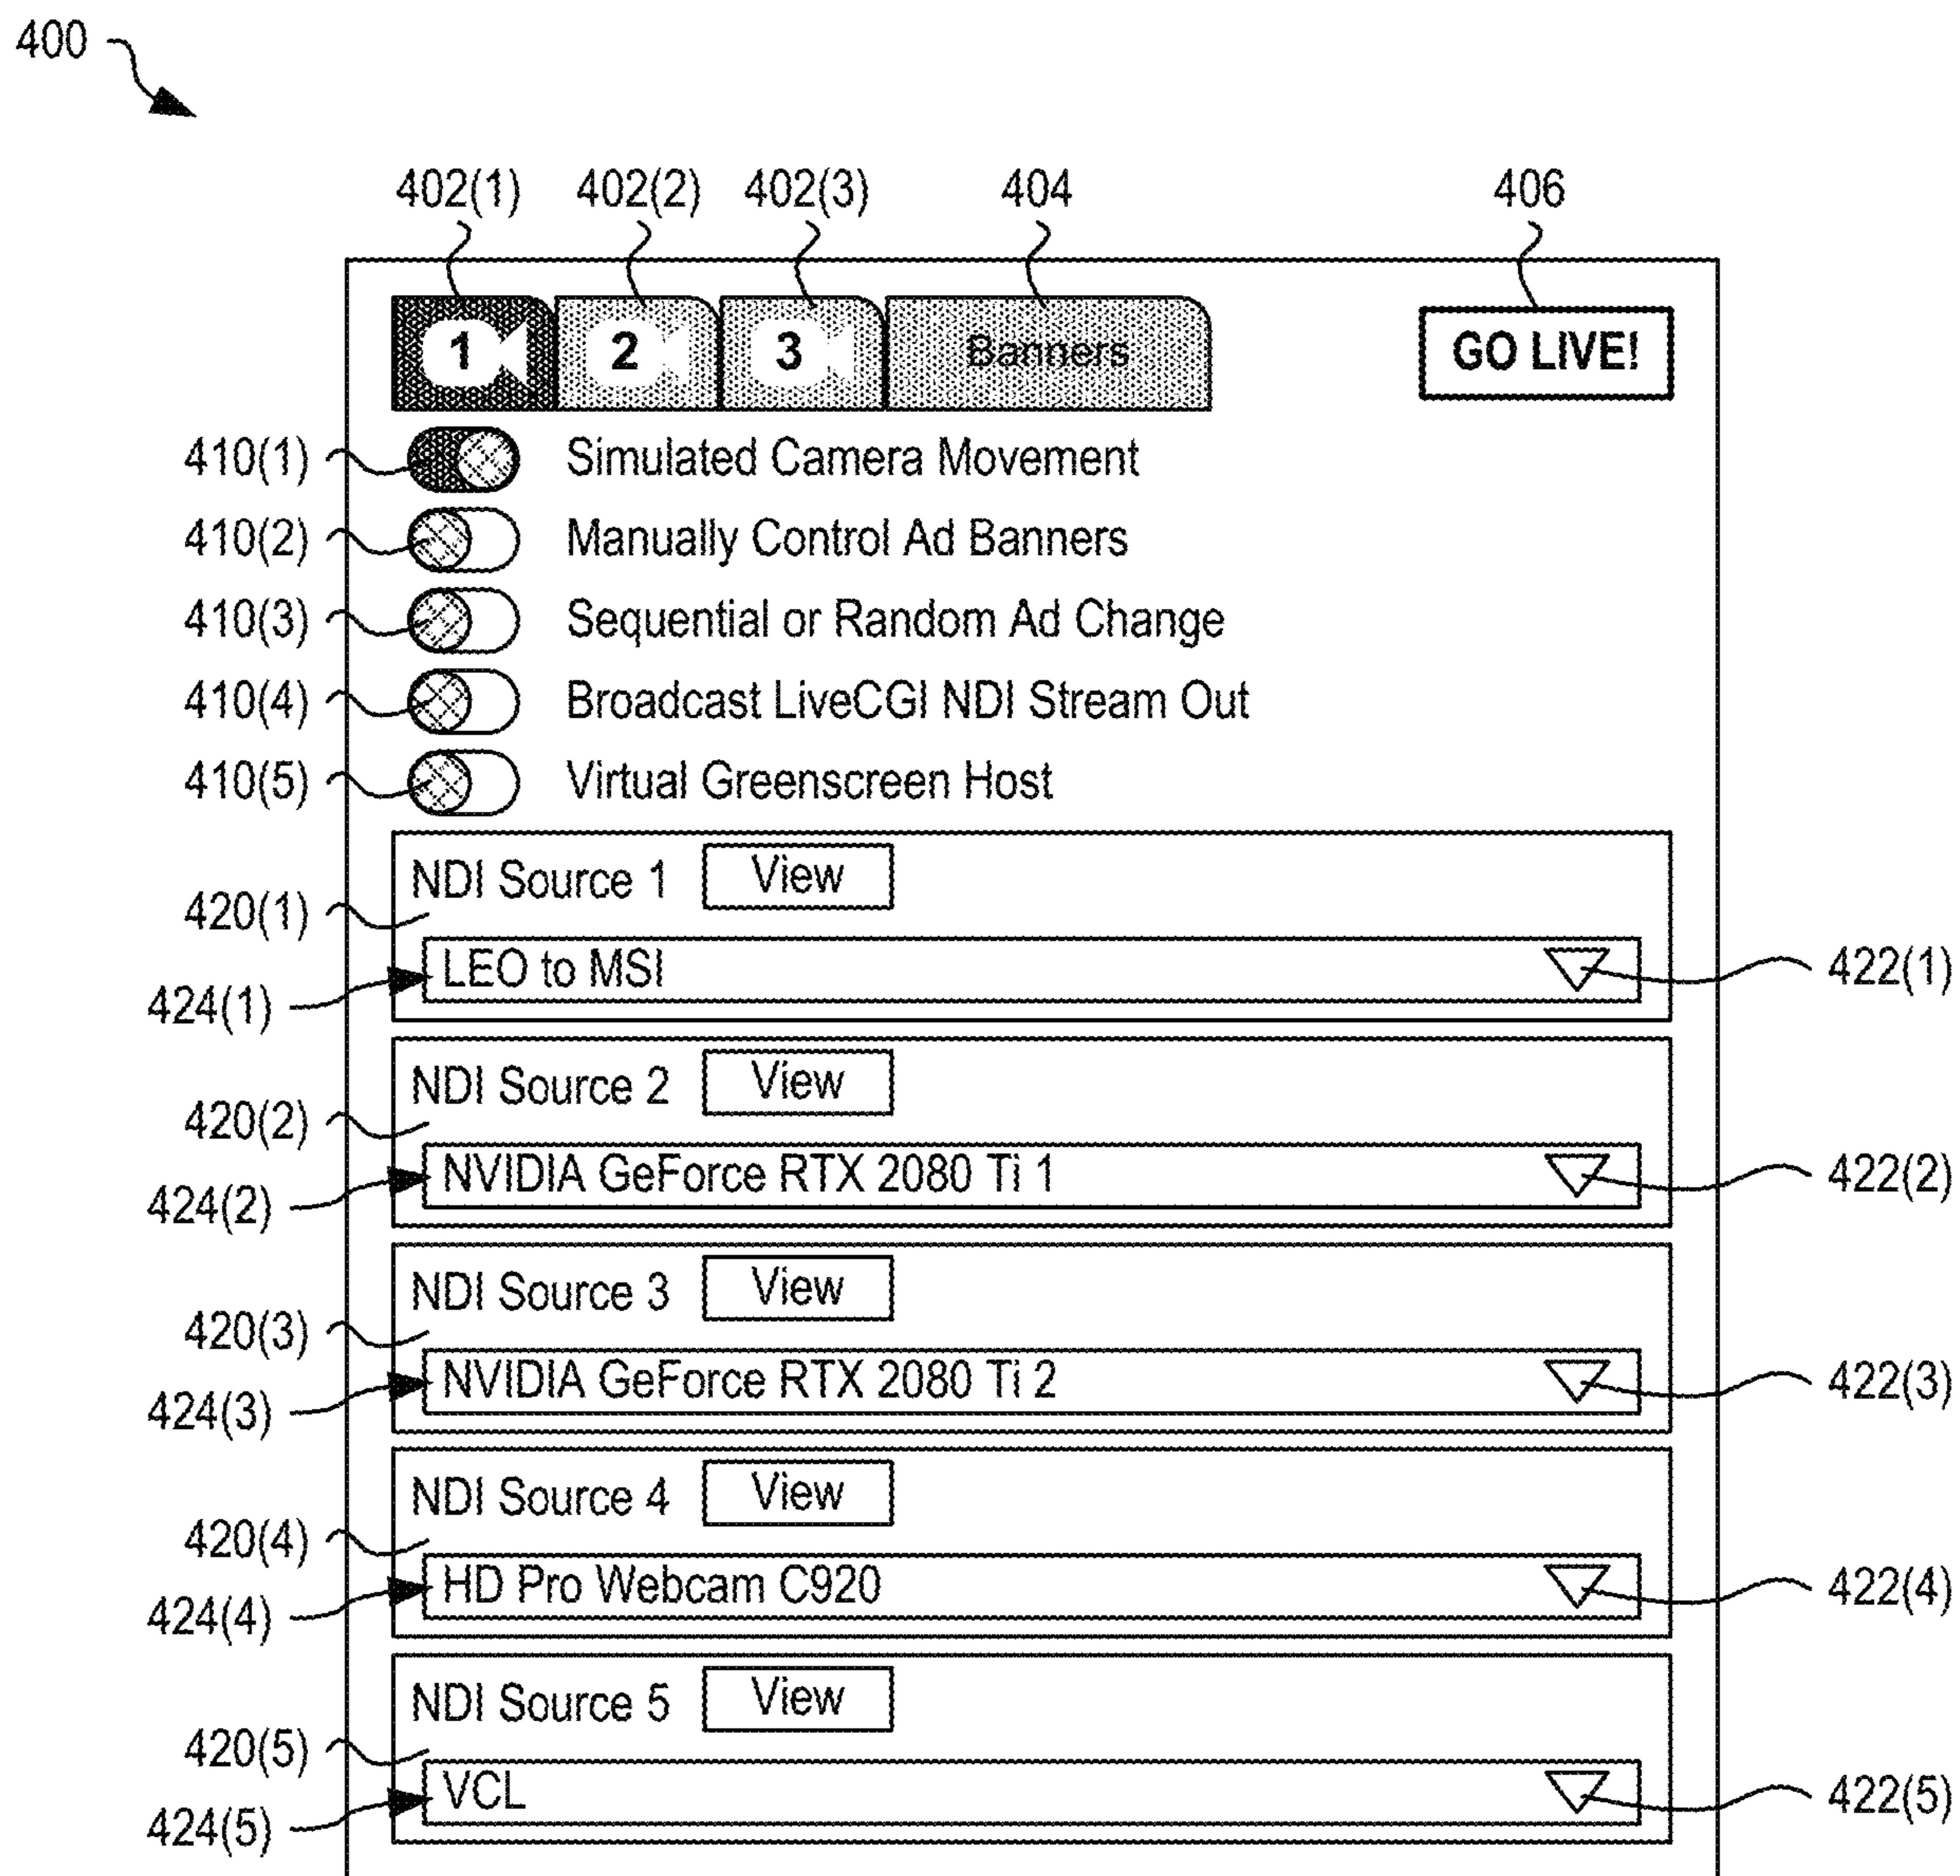 400
402(1) 402(2) 402(3) 404 406
1 2 3 Banners GO LIVE!
410(1) Simulated Camera Movement
410(2) Manually Control Ad Banners
410(3) Sequential or Random Ad Change
410(4) Broadcast LiveCGI NDI Stream Out
410(5) Virtual Greenscreen Host
NDI Source 1 View
420(1)
LEO to MSI 422(1)
424(1)
NDI Source 2 View
420(2)
NVIDIA GeForce RTX 2080 Ti 1 422(2)
424(2)
NDI Source 3 View
420(3)
NVIDIA GeForce RTX 2080 Ti 2 422(3)
424(3)
NDI Source 4 View
420(4)
HD Pro Webcam C920 422(4)
424(4)
NDI Source 5 View
420(5)
VCL 422(5)
424(5)